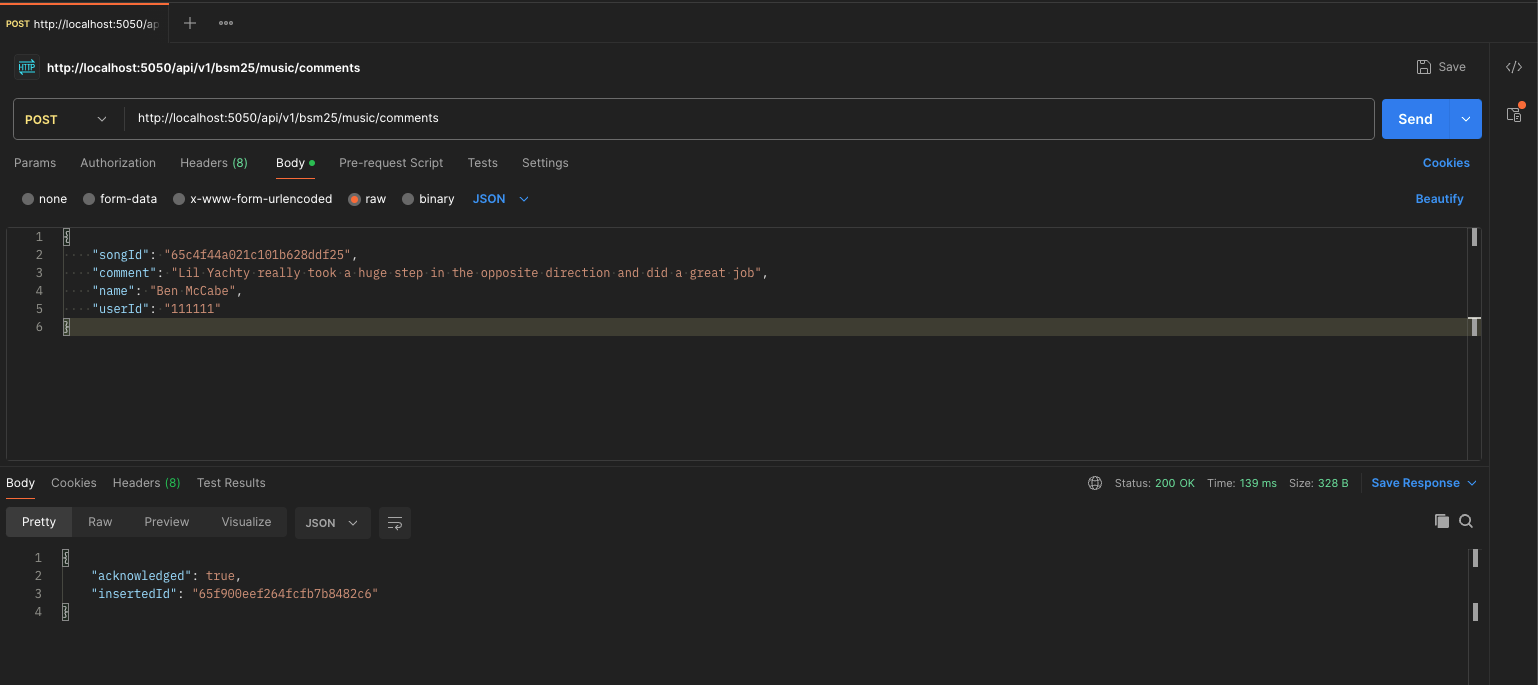 POST http://localhost:5050/ap
HTTP http://localhost:5050/api/v1/bsm25/music/comments
Save
POST http://localhost:5050/api/v1/bsm25/music/comments
Send
Params Authorization Headers (8) Body Pre-request Script Tests Settings
Cookies
none form-data x-www-form-urlencoded raw binary JSON
Beautify
1 {
2 "songId": "65c4f44a021c101b628ddf25",
3 "comment": "Lil Yachty really took a huge step in the opposite direction and did a great job",
4 "name": "Ben McCabe",
5 "userId": "111111"
6 }
Body Cookies Headers (8) Test Results
Status: 200 OK Time: 139 ms Size: 328 B Save Response
Pretty Raw Preview Visualize JSON
1 {
2 "acknowledged": true,
3 "insertedId": "65f900eef264fcfb7b8482c6"
4 }